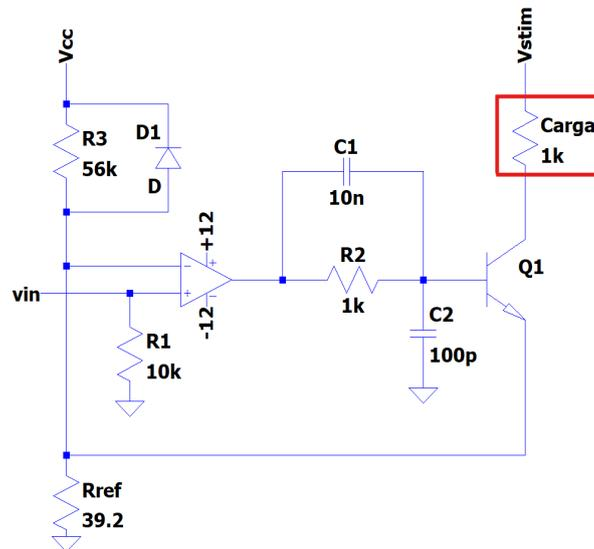 Vcc
Vstim
R3
56k
D1
D
C1
10n
Carga
1k
+12
-
+
+
-
-12
vin
R2
1k
Q1
R1
10k
C2
100p
Rref
39.2